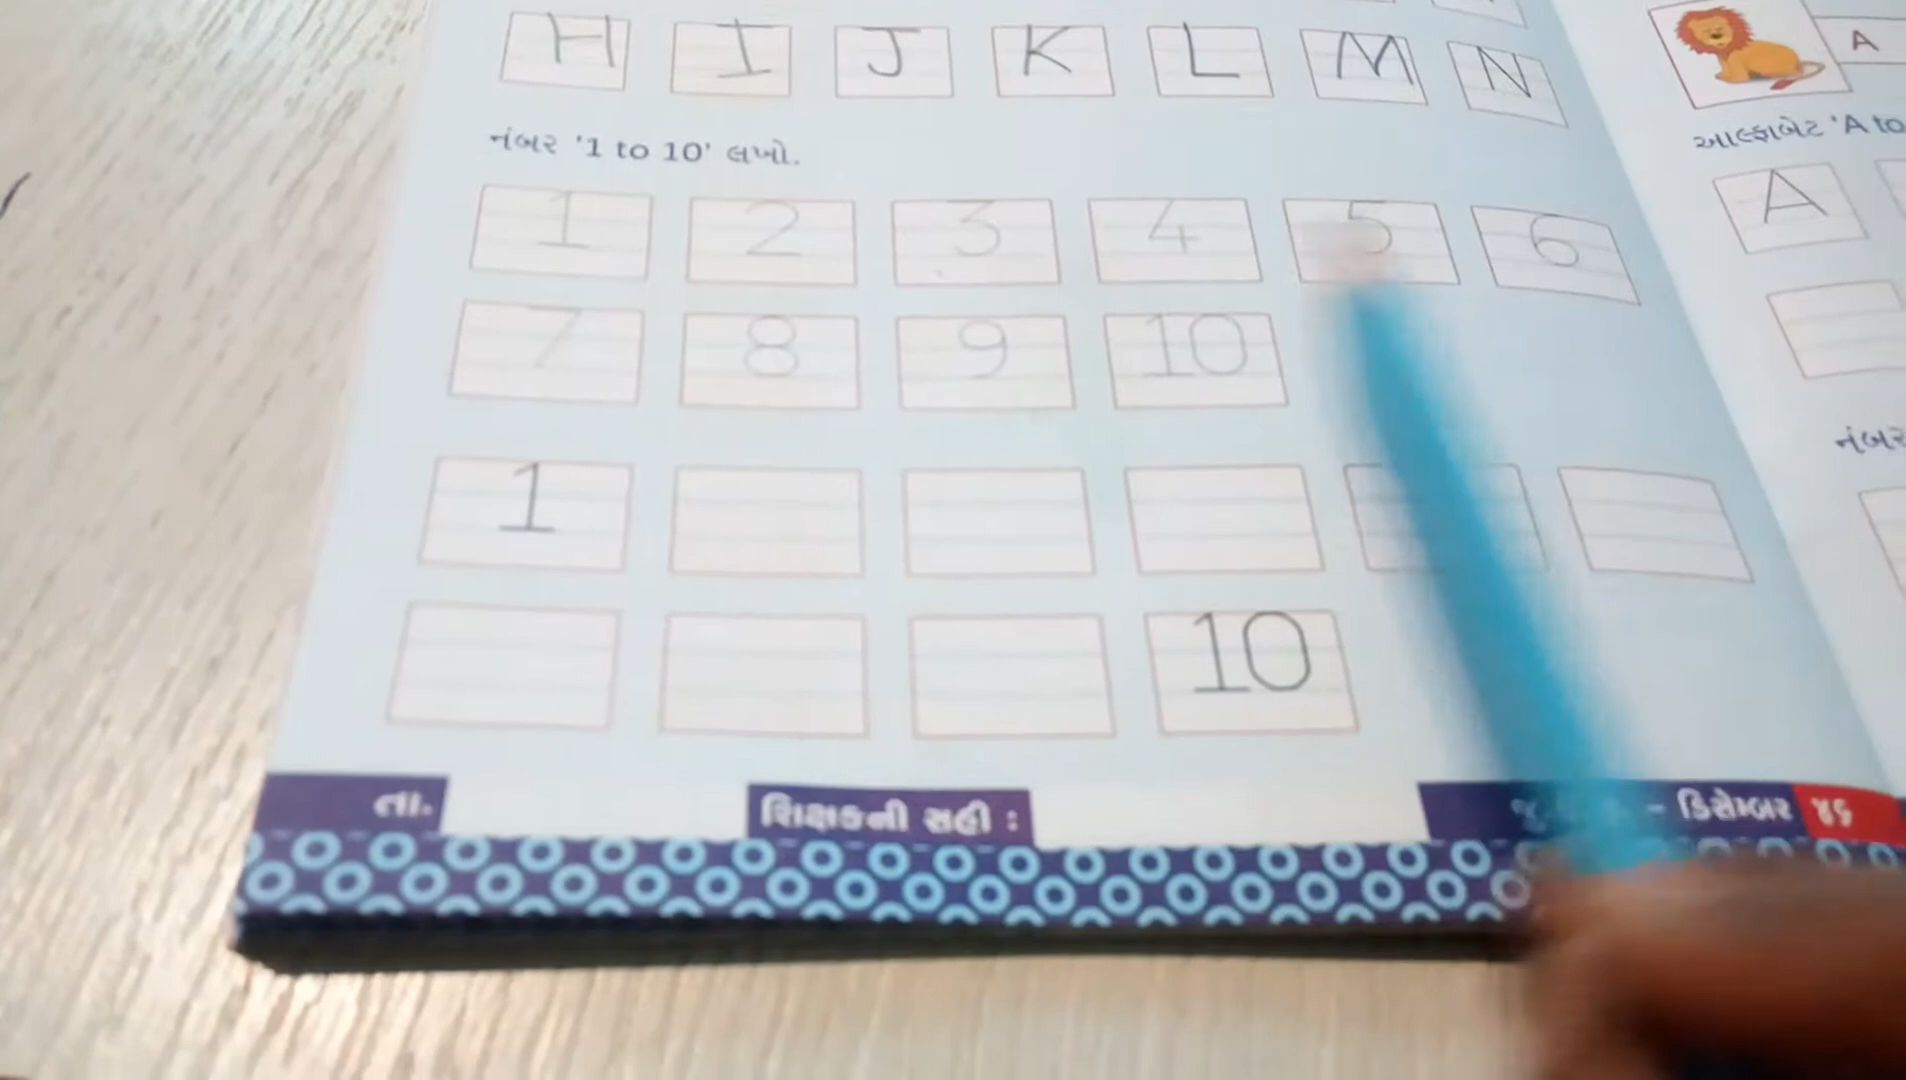 H I J K L M N
નંબર '1 to 10' લખો.
1 2 3 4 5 6
7 8 9 10
1
10
તા.
શિક્ષકની સહી :
- ડિસેમ્બર ૪૬
A
આલ્ફાબેટ 'A to
A